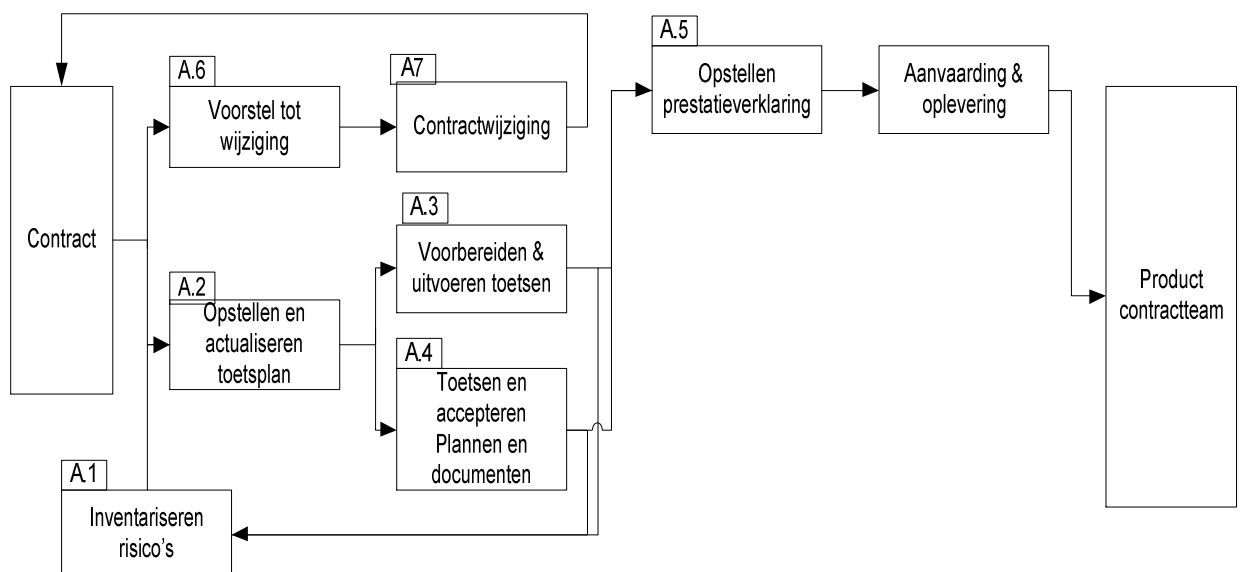 Contract
A.6
Voorstel tot
wijziging
A7
Contractwijziging
A.2
Opstellen en
actualiseren
toetsplan
A.3
Voorbereiden &
uitvoeren toetsen
A.4
Toetsen en
accepteren
Plannen en
documenten
A.1
Inventariseren
risico's
A.5
Opstellen
prestatieverklaring
Aanvaarding &
oplevering
Product
contractteam